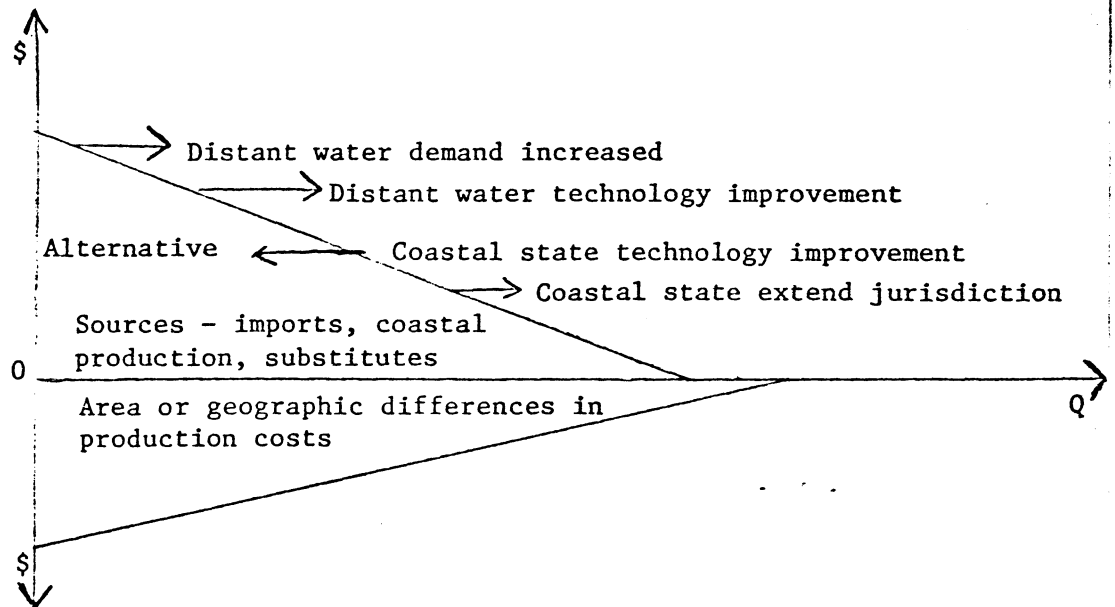 $
Distant water demand increased
Distant water technology improvement
Alternative
Coastal state technology improvement
Coastal state extend jurisdiction
Sources - imports, coastal
production, substitutes
0
Q
Area or geographic differences in
production costs
$